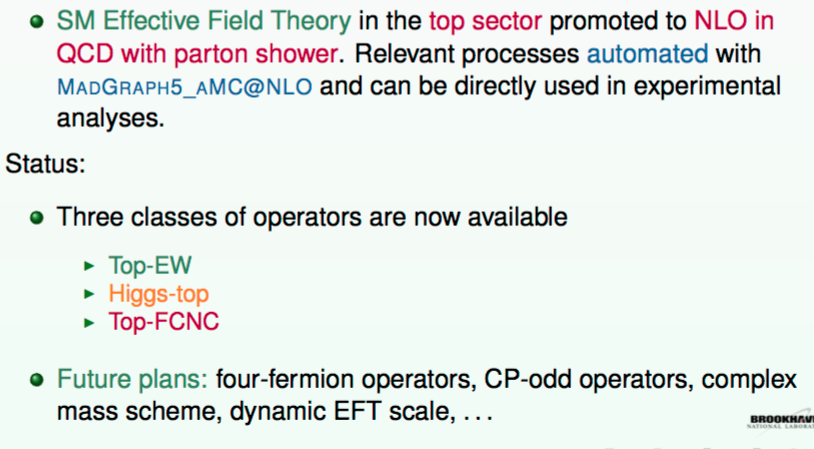 SM Effective Field Theory in the top sector promoted to NLO in
QCD with parton shower. Relevant processes automated with
MADGRAPH5_AMC@NLO and can be directly used in experimental
analyses.
Status:
Three classes of operators are now available
Top-EW
Higgs-top
Top-FCNC
Future plans: four-fermion operators, CP-odd operators, complex
mass scheme, dynamic EFT scale, ...